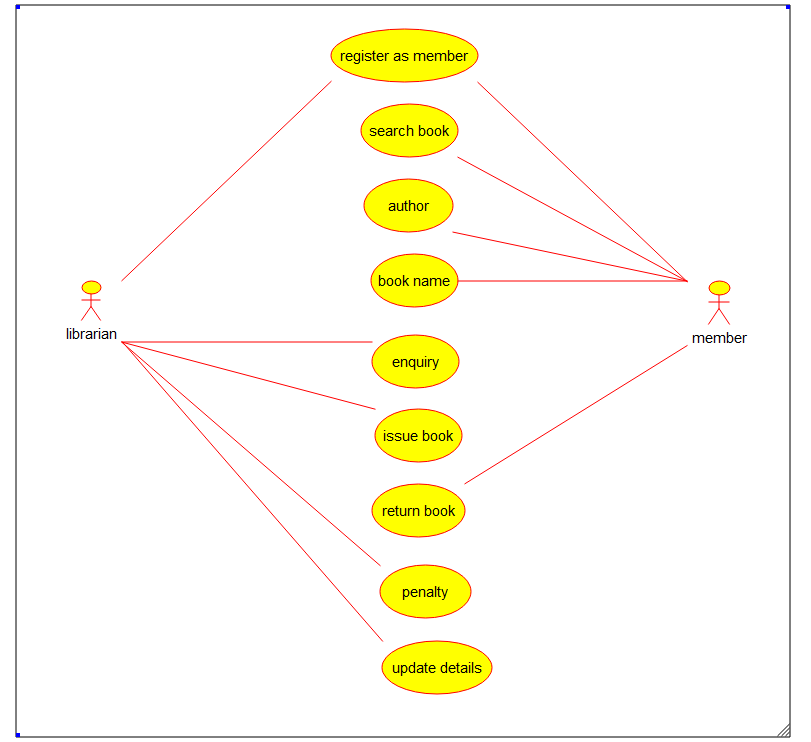 register as member
search book
author
book name
librarian
member
enquiry
issue book
return book
penalty
update details